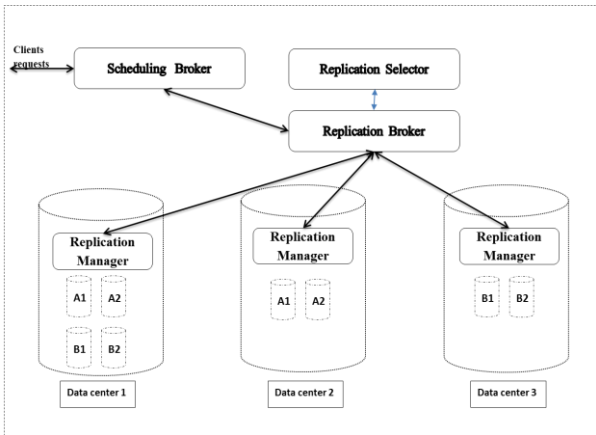 Clients
requests
Scheduling Broker
Replication Selector
Replication Broker
Replication
Manager
A1 A2
B1 B2
Data center 1
Replication
Manager
A1 A2
Data center 2
Replication
Manager
B1 B2
Data center 3